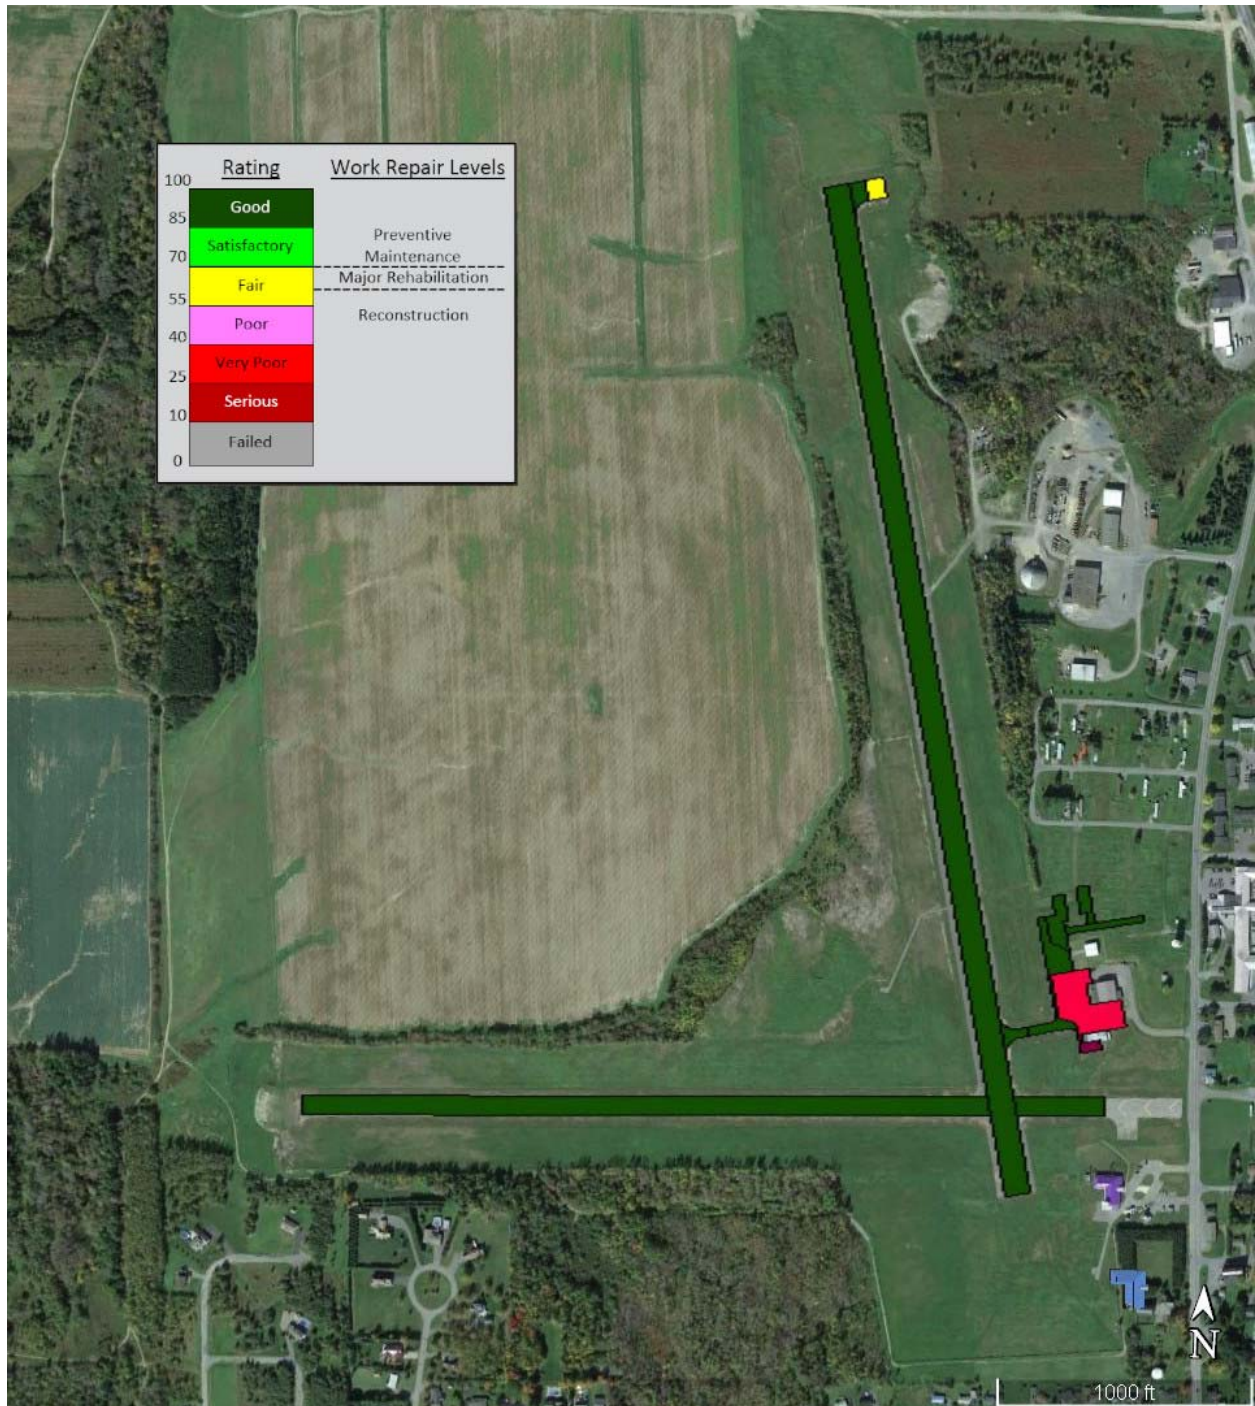 Rating Work Repair Levels
100
Good
85
Satisfactory
Preventive
Maintenance
70
Fair
Major Rehabilitation
55
Poor
Reconstruction
40
Very Poor
25
Serious
10
Failed
0
N
1000 ft